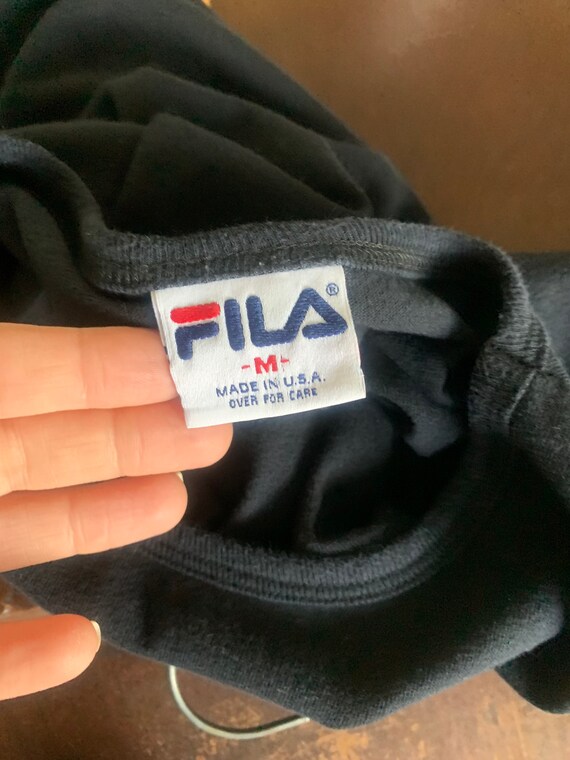 FILA®
-M-
MADE IN U.S.A.
OVER FOR CARE